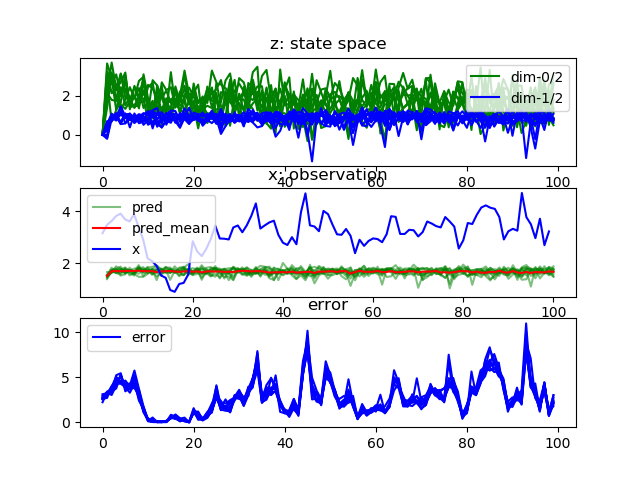 z: state space
2
0
dim-0/2
dim-1/2
0 20 40 60 80 100
x: observation
4
2
pred
pred_mean
x
0 20 40 60 80 100
error
10
5
0
error
0 20 40 60 80 100